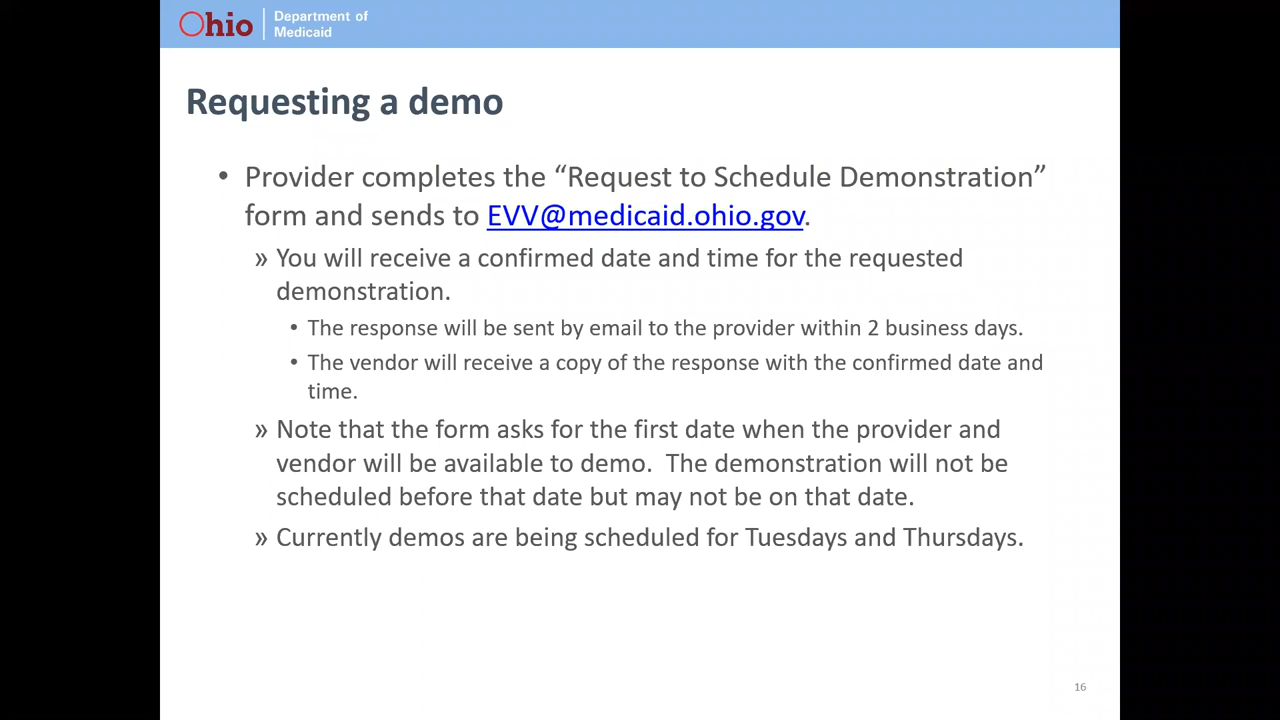 Ohio
Department of
Medicaid
Requesting a demo
• Provider completes the “Request to Schedule Demonstration”
form and sends to EVV@medicaid.ohio.gov.
» You will receive a confirmed date and time for the requested
demonstration.
• The response will be sent by email to the provider within 2 business days.
• The vendor will receive a copy of the response with the confirmed date and
time.
» Note that the form asks for the first date when the provider and
vendor will be available to demo.  The demonstration will not be
scheduled before that date but may not be on that date.
» Currently demos are being scheduled for Tuesdays and Thursdays.
16